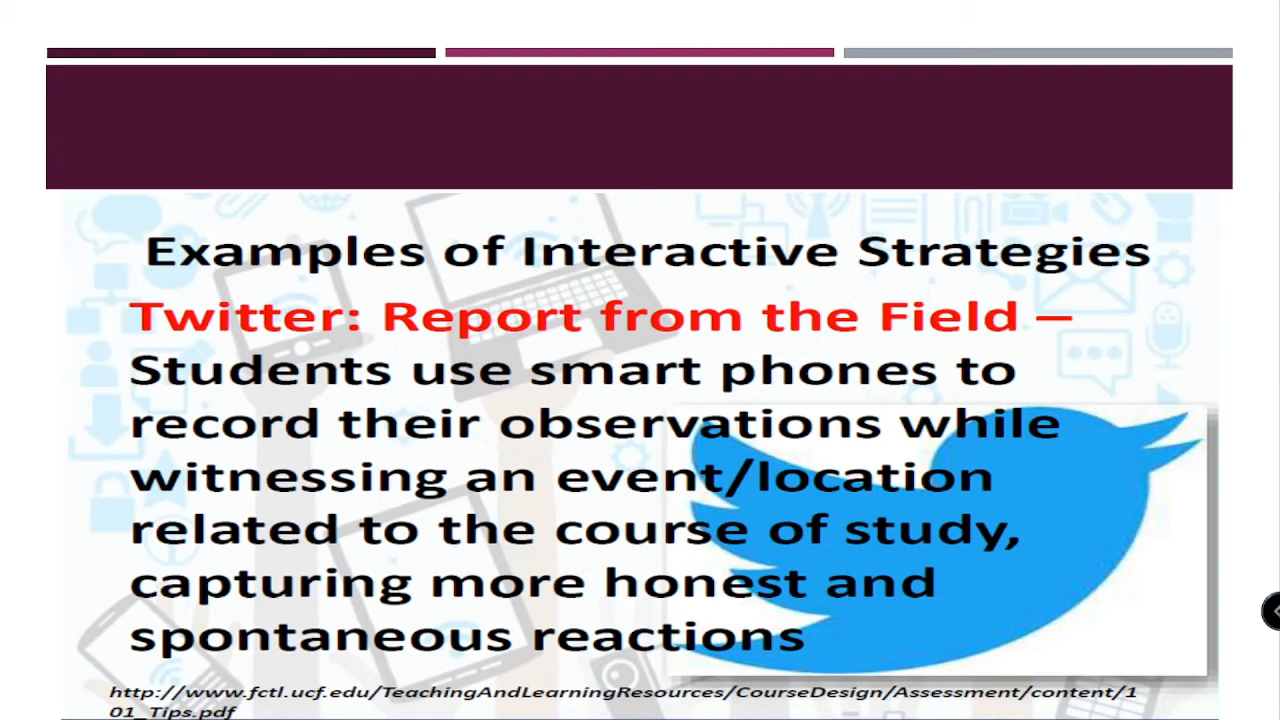 Examples of Interactive Strategies
Twitter: Report from the Field –
Students use smart phones to
record their observations while
witnessing an event/location
related to the course of study,
capturing more honest and
spontaneous reactions
http://www.fctl.ucf.edu/TeachingAndLearningResources/CourseDesign/Assessment/content/1
01_Tips.pdf